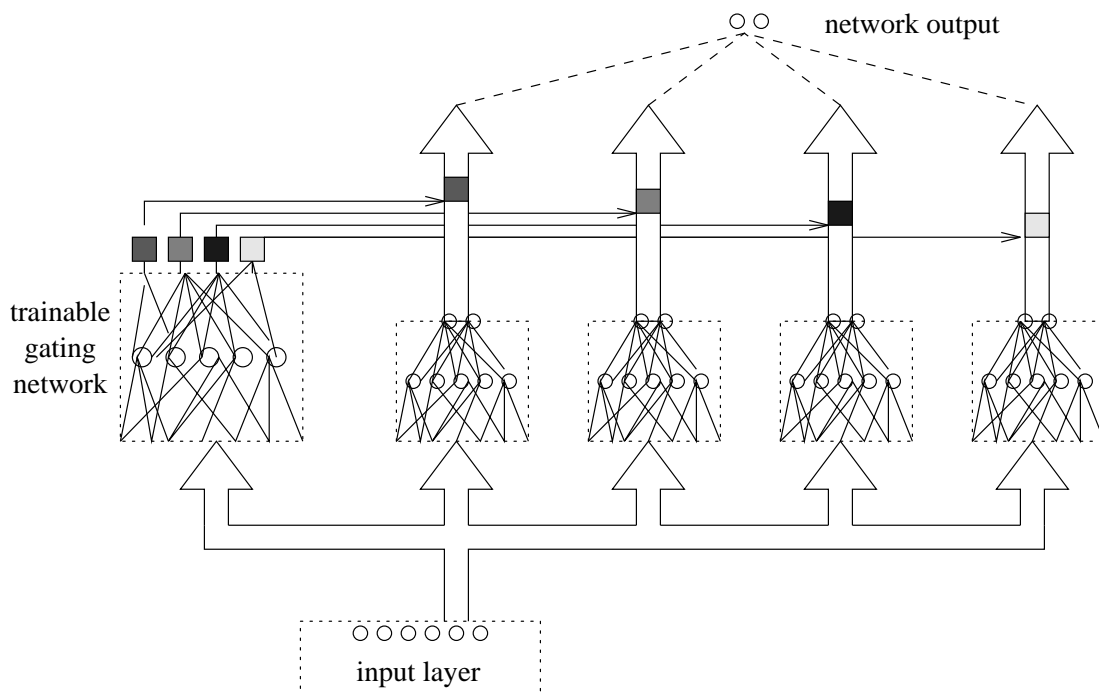 network output
trainable
gating
network
input layer